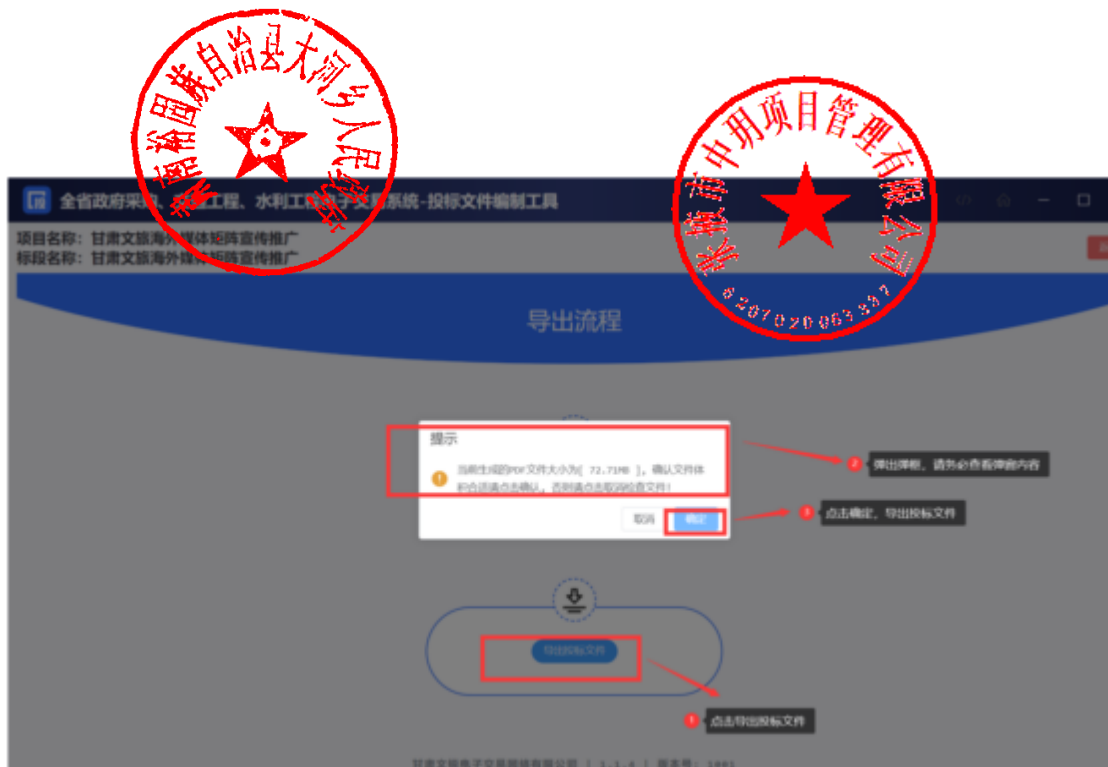 肃南裕固族自治县大河乡人民政府
张掖市中玥项目管理有限公司
6207020063397
全省政府采购、交通工程、水利工程电子交易系统-投标文件编制工具
项目名称: 甘肃文旅海外媒体矩阵宣传推广
标段名称: 甘肃文旅海外媒体矩阵宣传推广
导出流程
提示
当前生成的PDF文件大小为[ 72.71MB ], 确认文件体
积合适请点击确认, 否则请点击取消检查文件!
取消 确定
2 弹出弹框, 请务必查看弹窗内容
3 点击确定, 导出投标文件
导出投标文件
1 点击导出投标文件